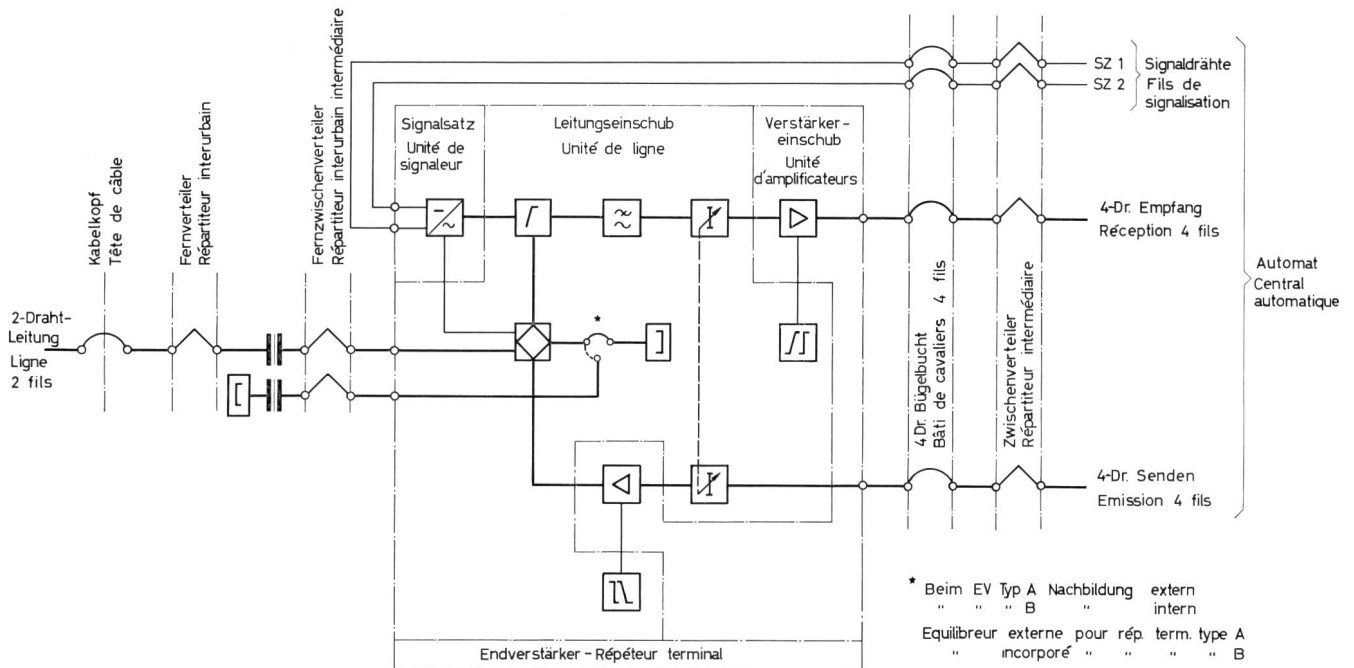 Kabelkopf
Tête de câble
Fernverteiler
Répartiteur interurbain
Fernzwischenverteiler
Répartiteur interurbain intermédiaire
SZ 1
SZ 2
Signaldrähte
Fils de
signalisation
Signalsatz
Unité de
signaleur
Leitungseinschub
Unité de ligne
Verstärker-
einschub
Unité
d'amplificateurs
4-Dr. Empfang
Réception 4 fils
Automat
Central
automatique
2-Draht-
Leitung
Ligne
2 fils
*
4 Dr. Bügelbucht
Bâti de cavaliers 4 fils
Zwischenverteiler
Répartiteur intermédiaire
4-Dr. Senden
Emission 4 fils
* Beim EV Typ A Nachbildung extern
" " " B " intern
Equilibreur externe pour rép. term. type A
" incorporé " " " " B
Endverstärker - Répéteur terminal